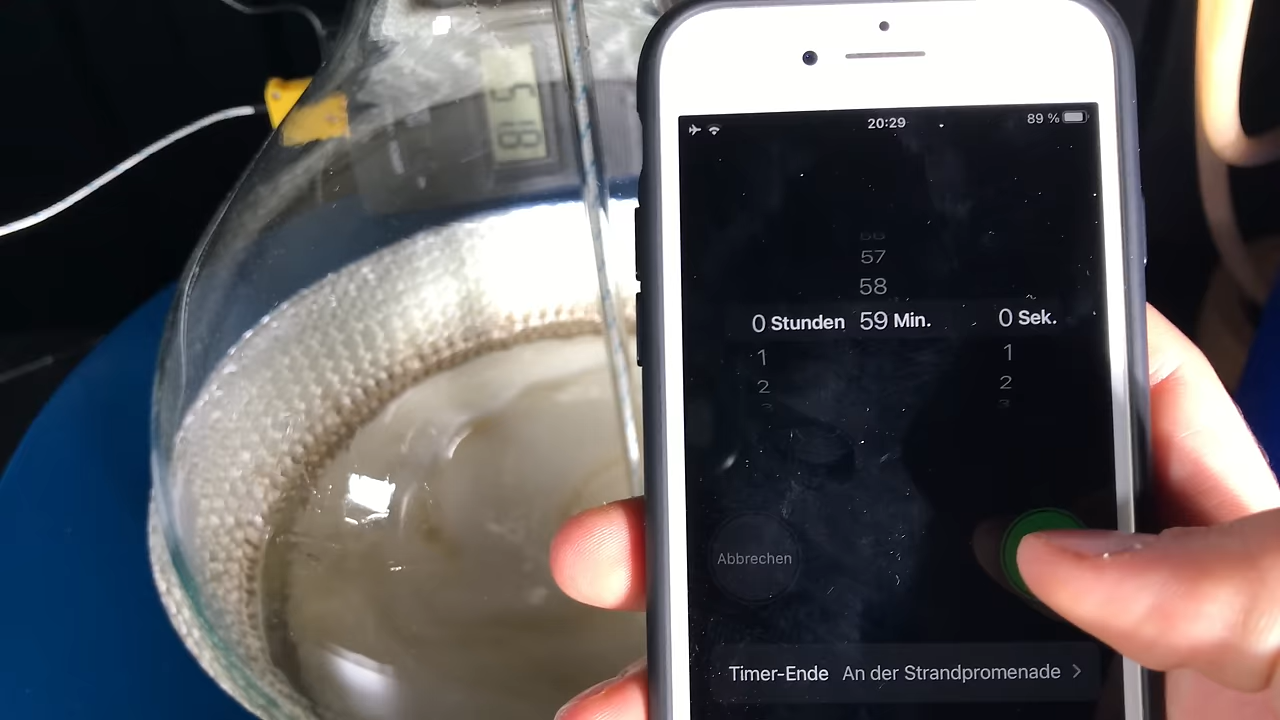 20:29
89 %
57
58
0 Stunden 59 Min. 0 Sek.
1 1
2 2
Abbrechen
Timer-Ende An der Strandpromenade